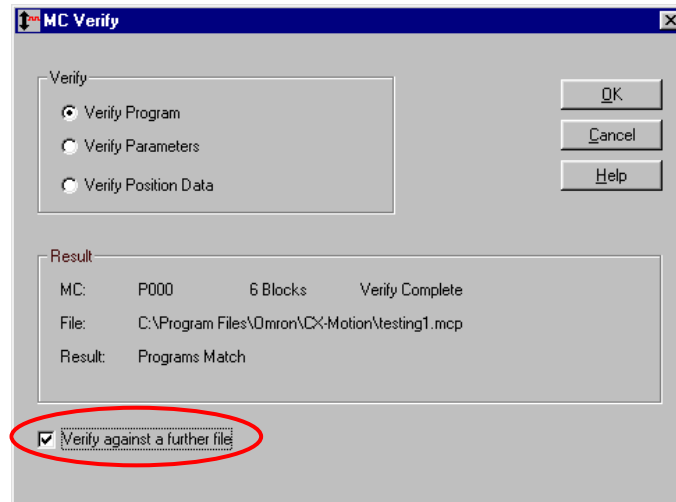 MC Verify
Verify
Verify Program
Verify Parameters
Verify Position Data
OK
Cancel
Help
Result
MC: P000 6 Blocks Verify Complete
File: C:\Program Files\Omron\CX-Motion\testing1.mcp
Result: Programs Match
Verify against a further file